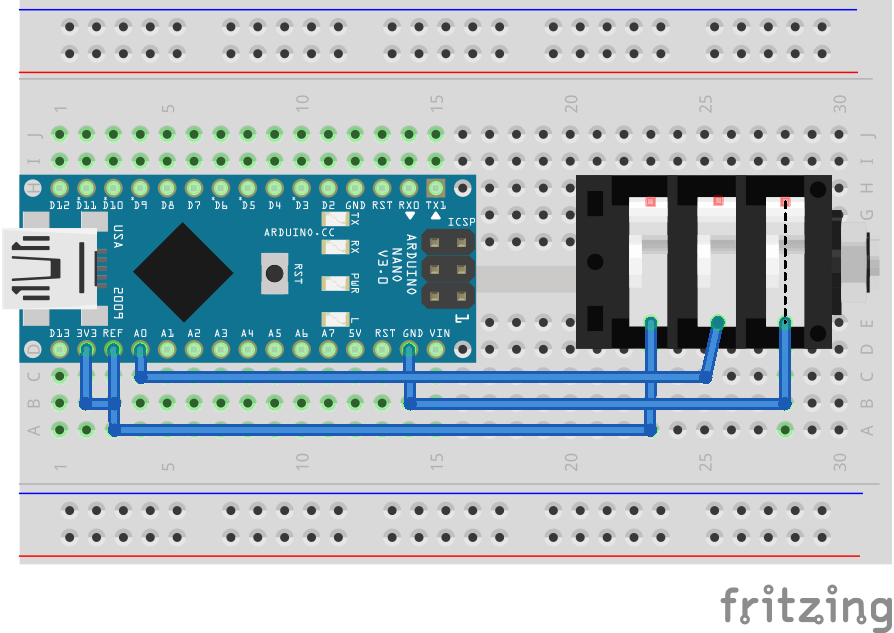 1 5 10 15 20 25 30
J J
I I
H H
G
D12 D11 D10 D9 D8 D7 D6 D5 D4 D3 D2 GND RST RX0 TX1
ICSP
TX
RX
PWR
L
ARDUINO.CC
RST
ARDUINO
NANO
V3.0
USA
2009
1
F
E
D13 3V3 REF A0 A1 A2 A3 A4 A5 A6 A7 5V RST GND VIN
D D
C C
B B
A A
1 5 10 15 20 25 30
fritzing